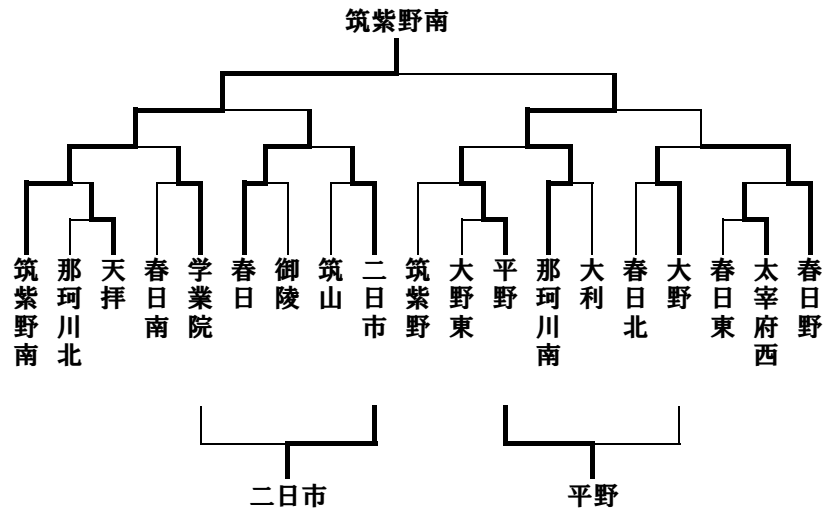 筑紫野南
筑紫野南
那珂川北
天拝
春日南
学業院
春日
御陵
筑山
二日市
筑紫野
大野東
平野
那珂川南
大利
春日北
大野
春日東
太宰府西
春日野
二日市
平野